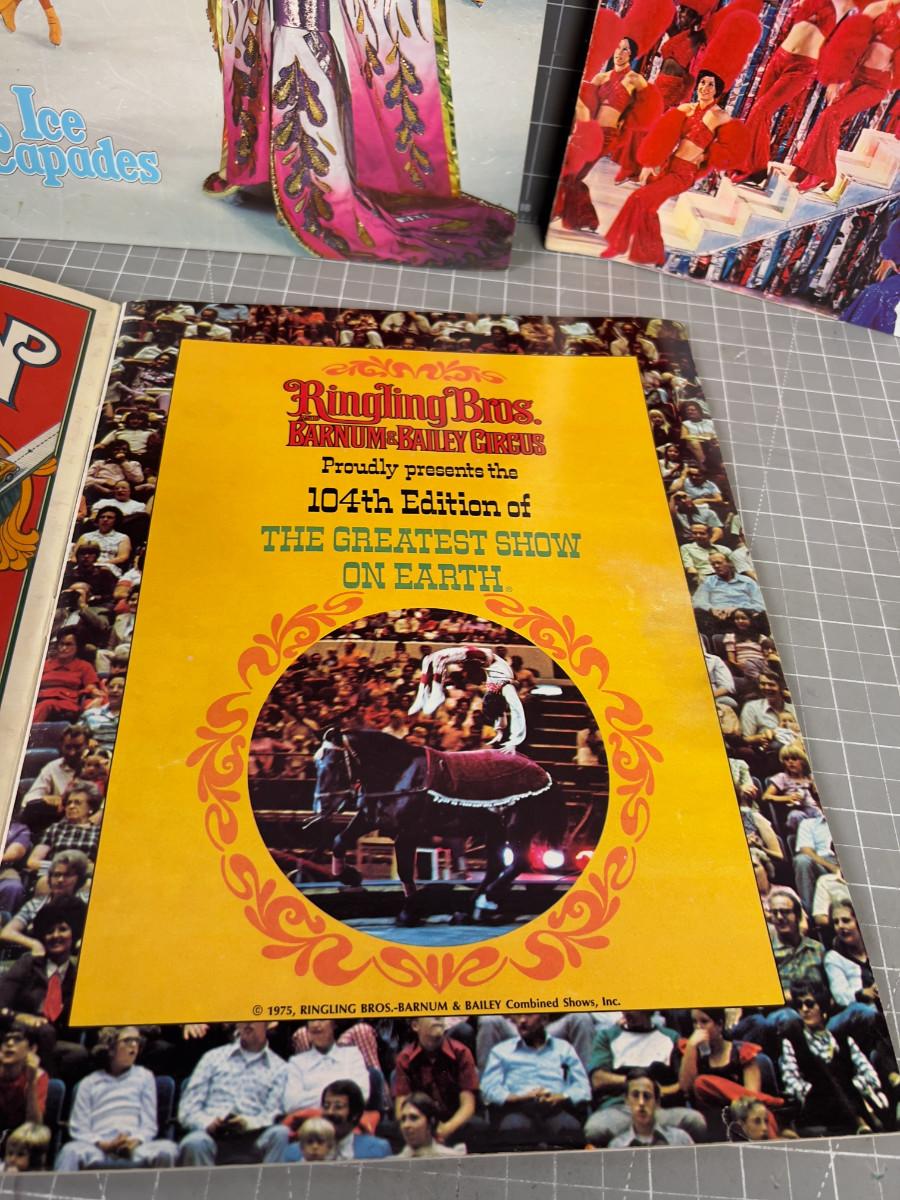 Ice
Capades
Ringling Bros.
AND
BARNUM & BAILEY CIRCUS
Proudly presents the
104th Edition of
THE GREATEST SHOW
ON EARTH®
© 1975, RINGLING BROS.-BARNUM & BAILEY Combined Shows, Inc.